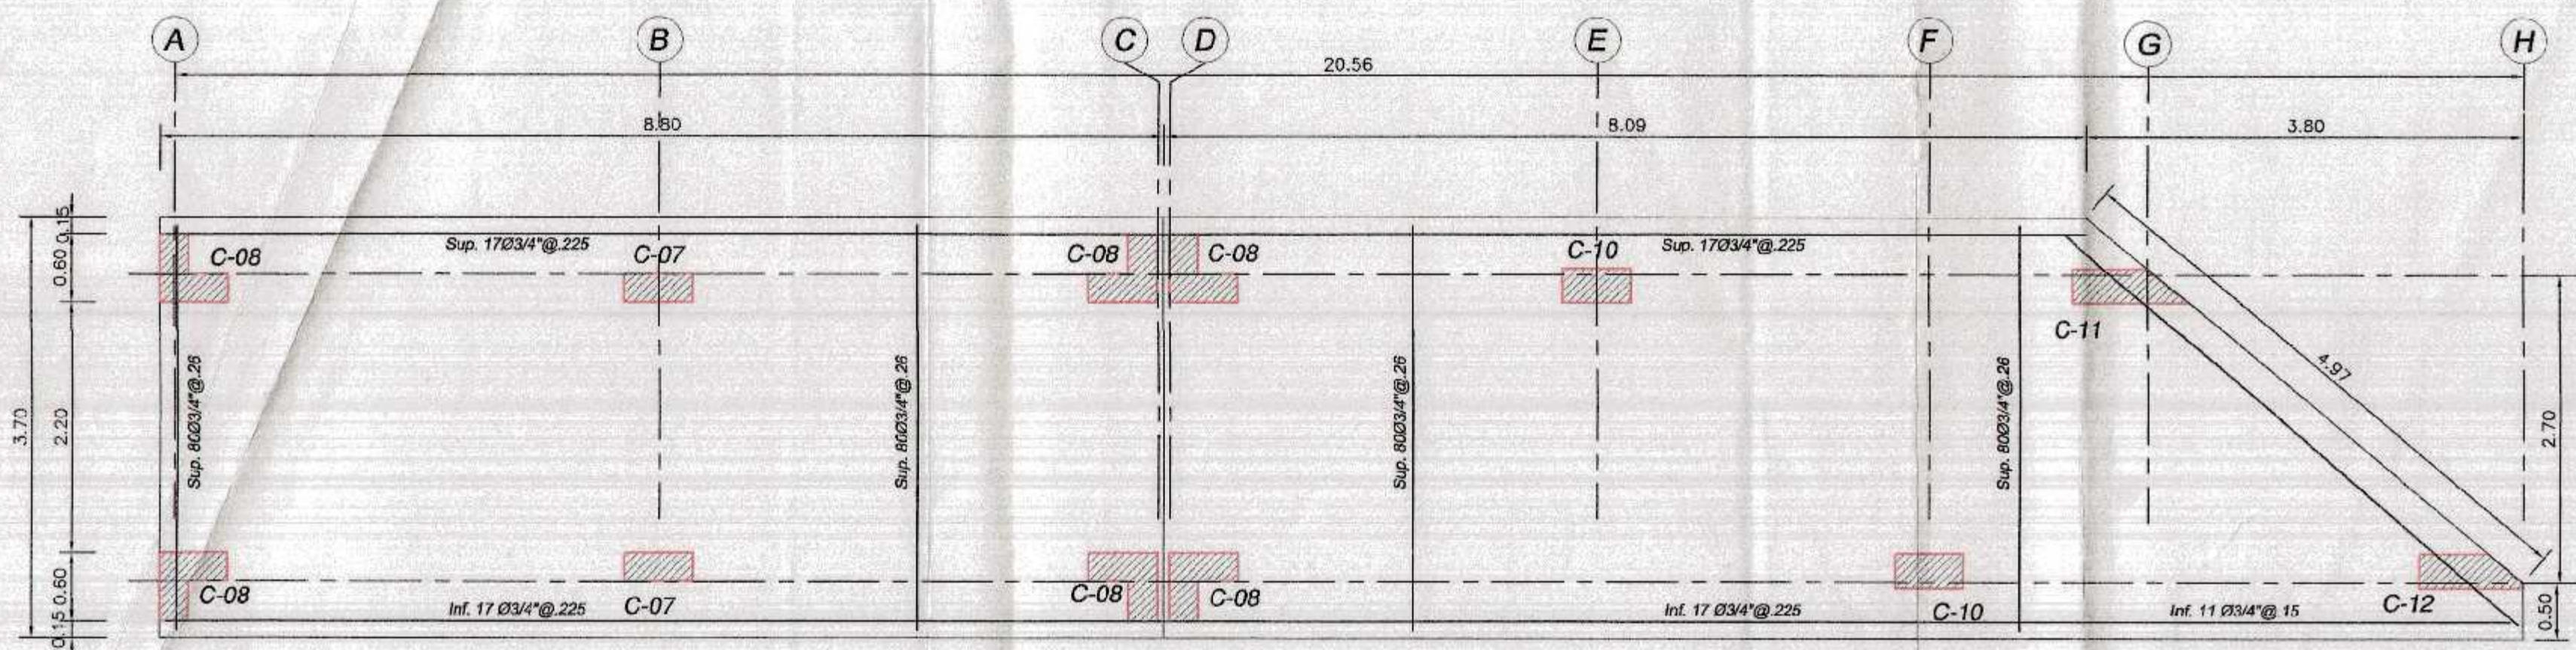 A B C D E F G H
20.56
8.80 8.09 3.80
0.15
Sup. 17Ø3/4"@.225 Sup. 17Ø3/4"@.225
C-08 C-07 C-08 C-08 C-10
0.60
C-11
4.97
Sup. 80Ø3/4"@.26 Sup. 80Ø3/4"@.26 Sup. 80Ø3/4"@.26 Sup. 80Ø3/4"@.26
3.70 2.20 2.70
0.60
C-08 C-07 C-08 C-08 C-10 C-12
Inf. 17 Ø3/4"@.225 Inf. 17 Ø3/4"@.225 Inf. 11 Ø3/4"@.15
0.15 0.50